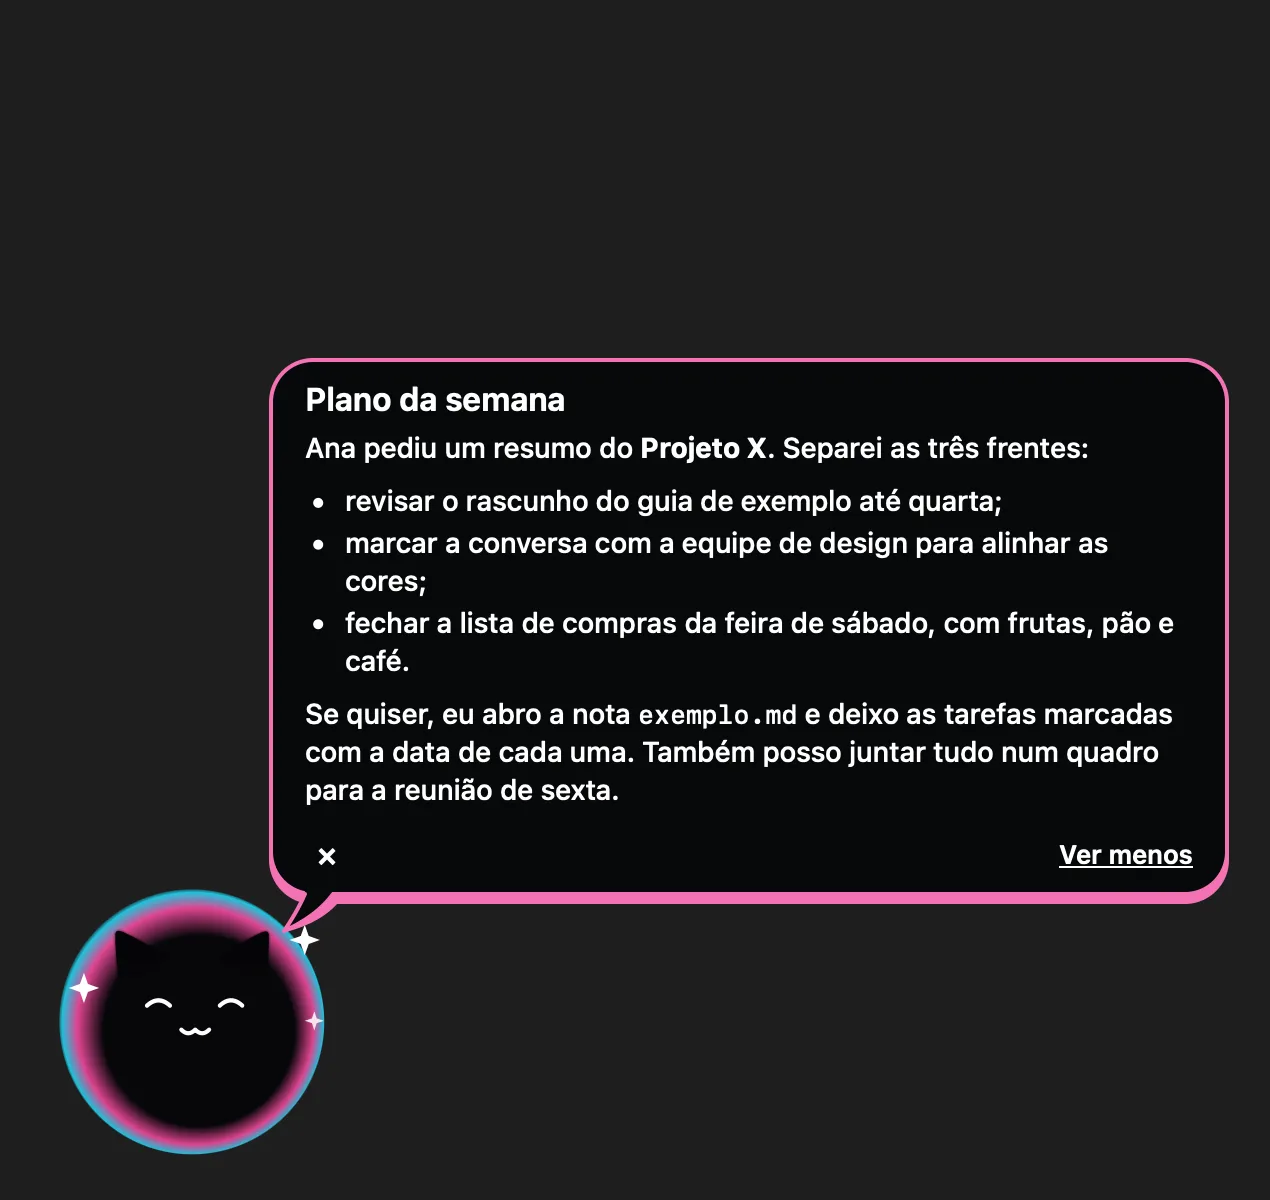 Plano da semana
Ana pediu um resumo do Projeto X. Separei as três frentes:
• revisar o rascunho do guia de exemplo até quarta;
• marcar a conversa com a equipe de design para alinhar as
cores;
• fechar a lista de compras da feira de sábado, com frutas, pão e
café.
Se quiser, eu abro a nota exemplo.md e deixo as tarefas marcadas
com a data de cada uma. Também posso juntar tudo num quadro
para a reunião de sexta.
× Ver menos